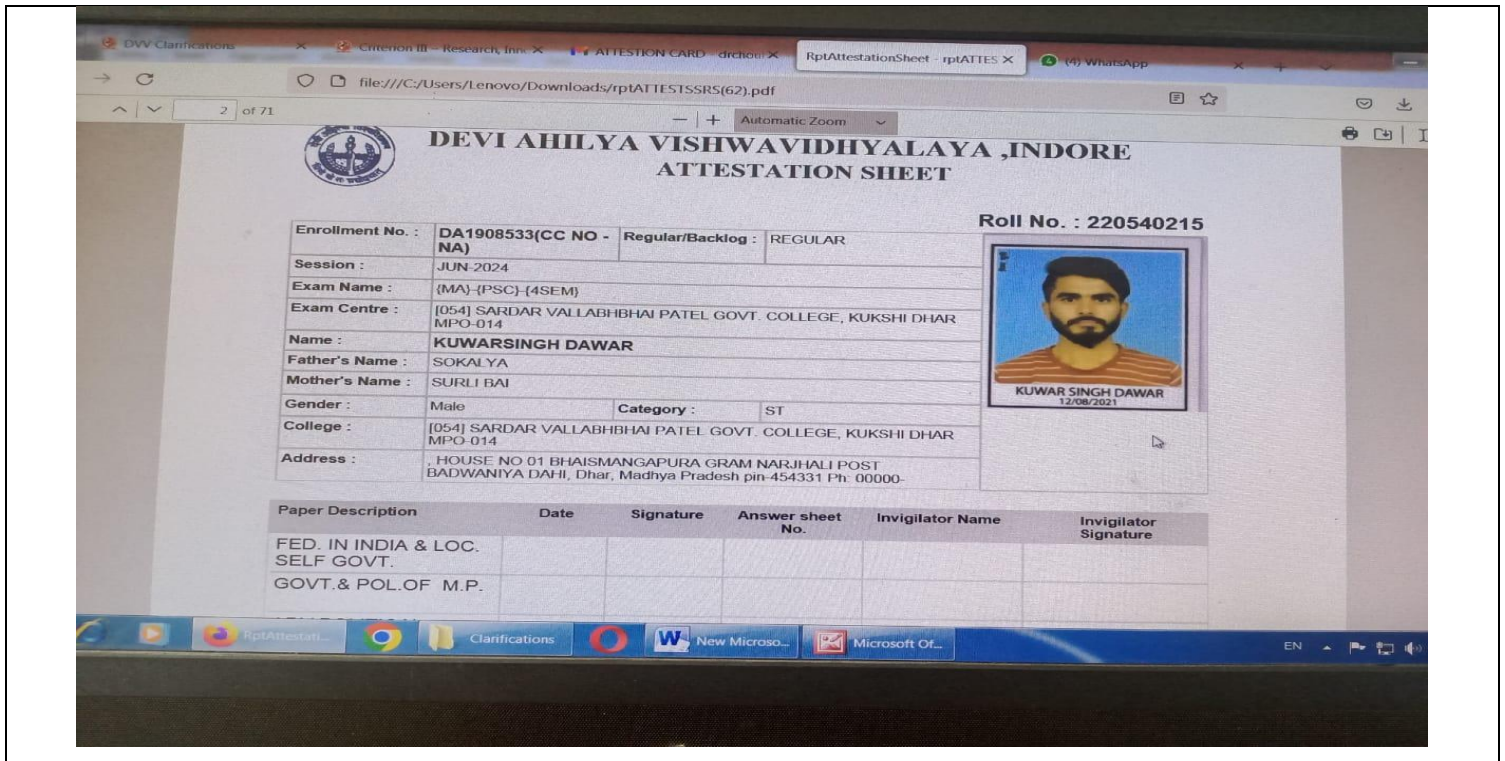 DVV Clarifications
Criterion III – Research, Inno
ATTESTION CARD - drchou
RptAttestationSheet - rptATTES
(4) WhatsApp
file:///C:/Users/Lenovo/Downloads/rptATTESTSSRS(62).pdf
2 of 71
Automatic Zoom
DEVI AHILYA VISHWAVIDHYALAYA ,INDORE
ATTESTATION SHEET
Roll No. : 220540215
Enrollment No. : DA1908533(CC NO - NA) Regular/Backlog : REGULAR
Session : JUN-2024
Exam Name : {MA}-{PSC}-{4SEM}
Exam Centre : [054] SARDAR VALLABHBHAI PATEL GOVT. COLLEGE, KUKSHI DHAR
MPO-014
Name : KUWARSINGH DAWAR
Father's Name : SOKALYA
Mother's Name : SURLI BAI
Gender : Male Category : ST
College : [054] SARDAR VALLABHBHAI PATEL GOVT. COLLEGE, KUKSHI DHAR
MPO-014
Address : , HOUSE NO 01 BHAISMANGAPURA GRAM NARJHALI POST
BADWANIYA DAHI, Dhar, Madhya Pradesh pin-454331 Ph: 00000-
KUWAR SINGH DAWAR
12/08/2021
Paper Description Date Signature Answer sheet No. Invigilator Name Invigilator Signature
FED. IN INDIA & LOC.
SELF GOVT.
GOVT.& POL.OF M.P.
RptAttestati...
Clarifications
New Microso...
Microsoft Of...
EN